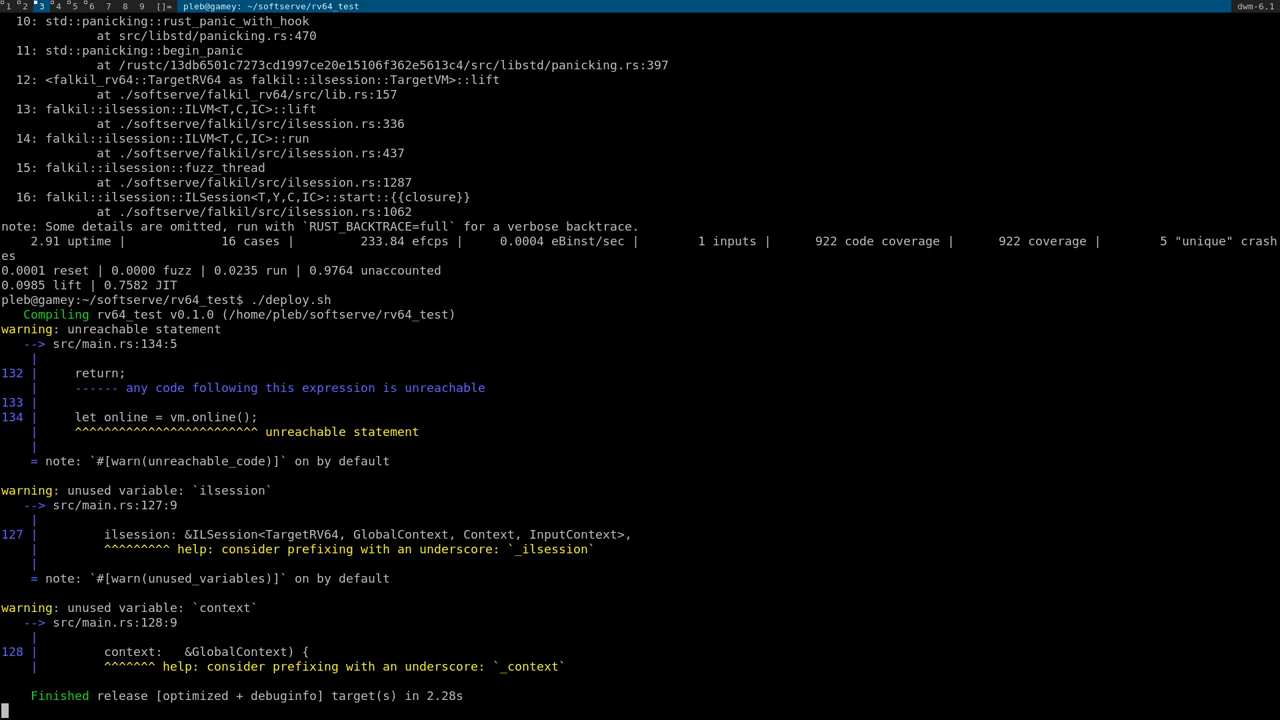 1 2 3 4 5 6 7 8 9 []= pleb@gamey: ~/softserve/rv64_test dwm-6.1
10: std::panicking::rust_panic_with_hook
at src/libstd/panicking.rs:470
11: std::panicking::begin_panic
at /rustc/13db6501c7273cd1997ce20e15106f362e5613c4/src/libstd/panicking.rs:397
12: <falkil_rv64::TargetRV64 as falkil::ilsession::TargetVM>::lift
at ./softserve/falkil_rv64/src/lib.rs:157
13: falkil::ilsession::ILVM<T,C,IC>::lift
at ./softserve/falkil/src/ilsession.rs:336
14: falkil::ilsession::ILVM<T,C,IC>::run
at ./softserve/falkil/src/ilsession.rs:437
15: falkil::ilsession::fuzz_thread
at ./softserve/falkil/src/ilsession.rs:1287
16: falkil::ilsession::ILSession<T,Y,C,IC>::start::{{closure}}
at ./softserve/falkil/src/ilsession.rs:1062
note: Some details are omitted, run with `RUST_BACKTRACE=full` for a verbose backtrace.
2.91 uptime | 16 cases | 233.84 efcps | 0.0004 eBinst/sec | 1 inputs | 922 code coverage | 922 coverage | 5 "unique" crash
es
0.0001 reset | 0.0000 fuzz | 0.0235 run | 0.9764 unaccounted
0.0985 lift | 0.7582 JIT
pleb@gamey:~/softserve/rv64_test$ ./deploy.sh
Compiling rv64_test v0.1.0 (/home/pleb/softserve/rv64_test)
warning: unreachable statement
--> src/main.rs:134:5
|
132 | return;
| ------ any code following this expression is unreachable
133 |
134 | let online = vm.online();
| ^^^^^^^^^^^^^^^^^^^^^^^^^ unreachable statement
|
= note: `#[warn(unreachable_code)]` on by default
warning: unused variable: `ilsession`
--> src/main.rs:127:9
|
127 | ilsession: &ILSession<TargetRV64, GlobalContext, Context, InputContext>,
| ^^^^^^^^^ help: consider prefixing with an underscore: `_ilsession`
|
= note: `#[warn(unused_variables)]` on by default
warning: unused variable: `context`
--> src/main.rs:128:9
|
128 | context: &GlobalContext) {
| ^^^^^^^ help: consider prefixing with an underscore: `_context`
Finished release [optimized + debuginfo] target(s) in 2.28s